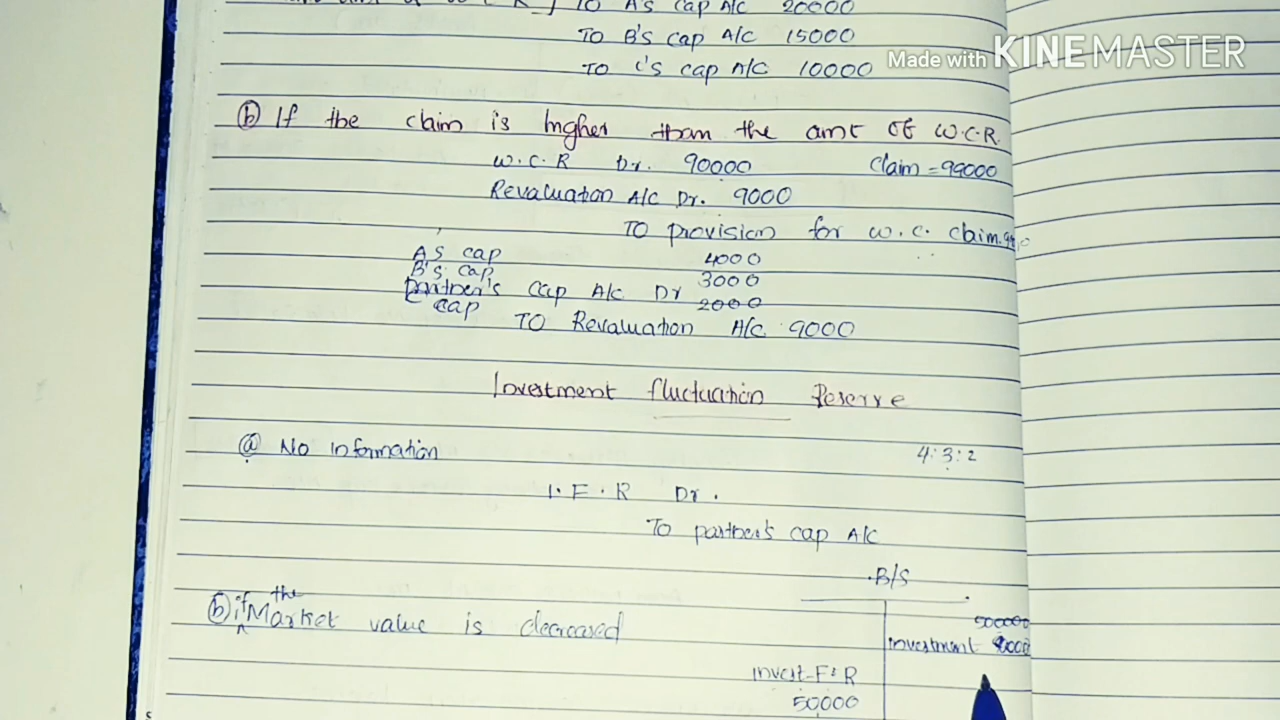 To A's cap A/c 20000
To B's cap A/c 15000
Made with KINEMASTER
To C's cap A/c 10000
(b) If the claim is higher than the amt of W.C.R.
W.C.R Dr. 90000 Claim = 99000
Revaluation A/c Dr. 9000
To provision for W.C. claim.
A's cap 4000
B's cap 3000
Partner's cap A/c Dr
C cap 2000
To Revaluation A/c 9000
Investment fluctuation Reserve
(a) No information 4:3:2
I.F.R Dr.
To partner's cap A/c
B/S
(b) if the Market value is decreased
500000
investment
Invest-F.R
50000